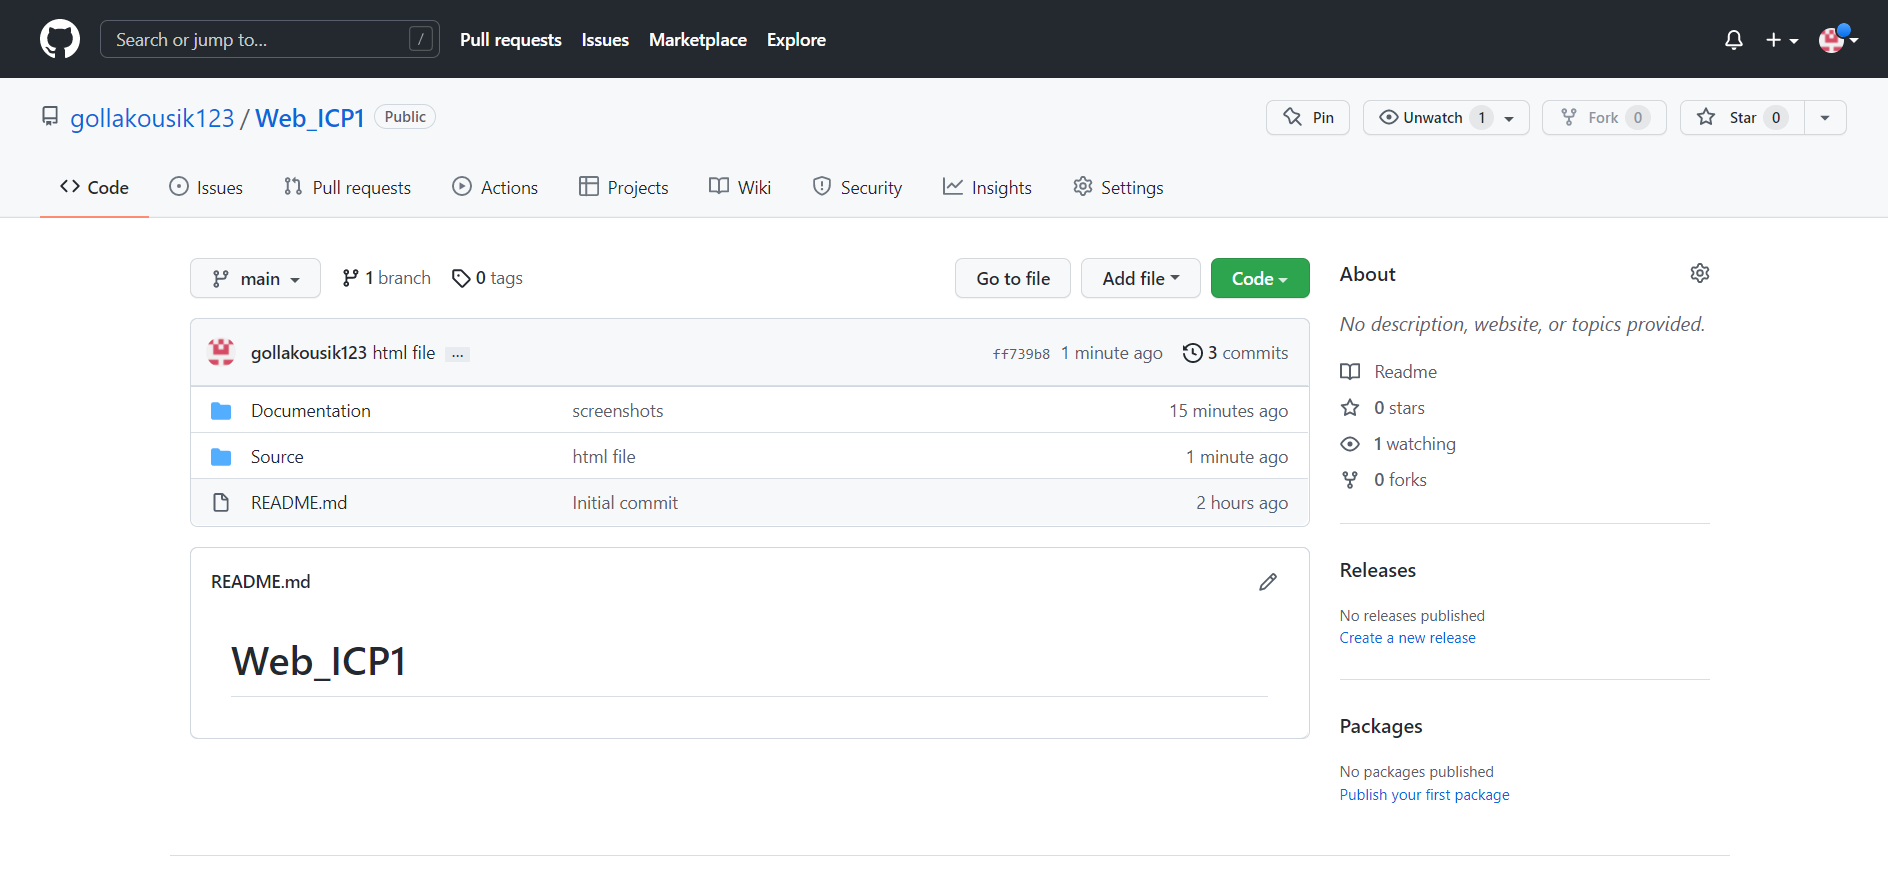 Search or jump to... /
Pull requests Issues Marketplace Explore
gollakousik123 / Web_ICP1 Public
Pin Unwatch 1 Fork 0 Star 0
Code Issues Pull requests Actions Projects Wiki Security Insights Settings
main 1 branch 0 tags Go to file Add file Code
gollakousik123 html file ... ff739b8 1 minute ago 3 commits
Documentation screenshots 15 minutes ago
Source html file 1 minute ago
README.md Initial commit 2 hours ago
README.md
Web_ICP1
About
No description, website, or topics provided.
Readme
0 stars
1 watching
0 forks
Releases
No releases published
Create a new release
Packages
No packages published
Publish your first package